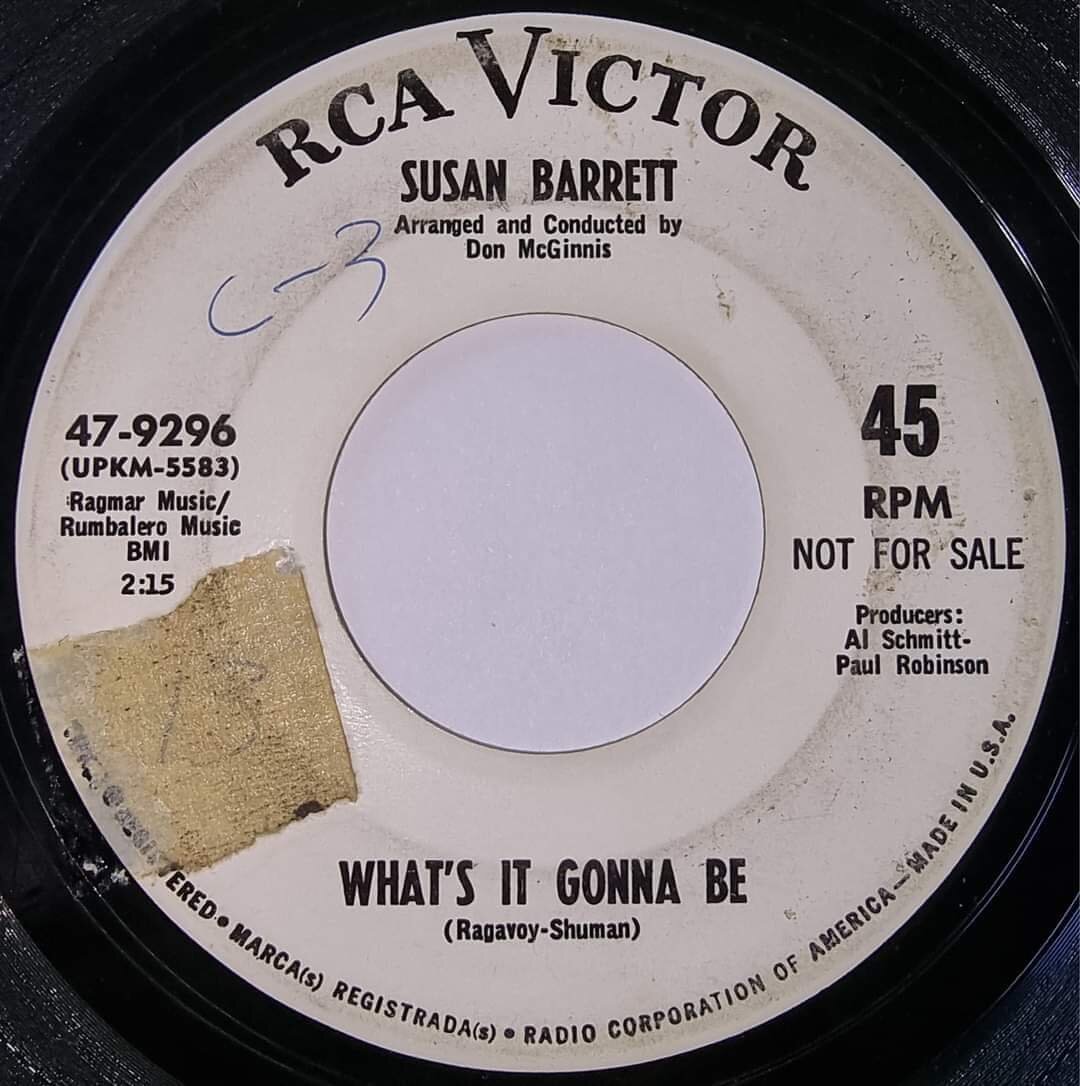 RCA VICTOR
SUSAN BARRETT
Arranged and Conducted by
Don McGinnis
C-3
47-9296
(UPKM-5583)
Ragmar Music/
Rumbalero Music
BMI
2:15
45
RPM
NOT FOR SALE
Producers:
Al Schmitt-
Paul Robinson
13
WHAT'S IT GONNA BE
(Ragavoy-Shuman)
MARCA(s) REGISTRADA(s) • RADIO CORPORATION OF AMERICA—MADE IN U.S.A.